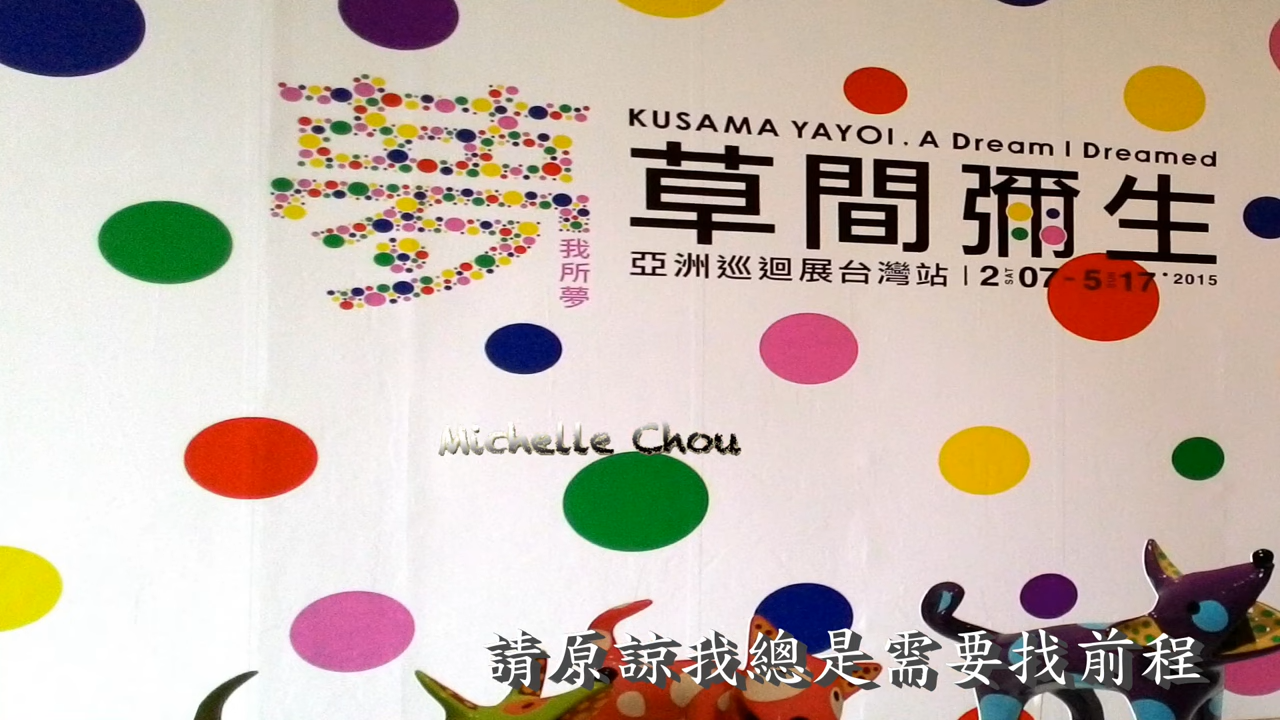 夢
我所夢
KUSAMA YAYOI. A Dream I Dreamed
草間彌生
亞洲巡迴展台灣站 | 2 SAT 07 - 5 SUN 17 . 2015
Michelle Chou
請原諒我總是需要找前程